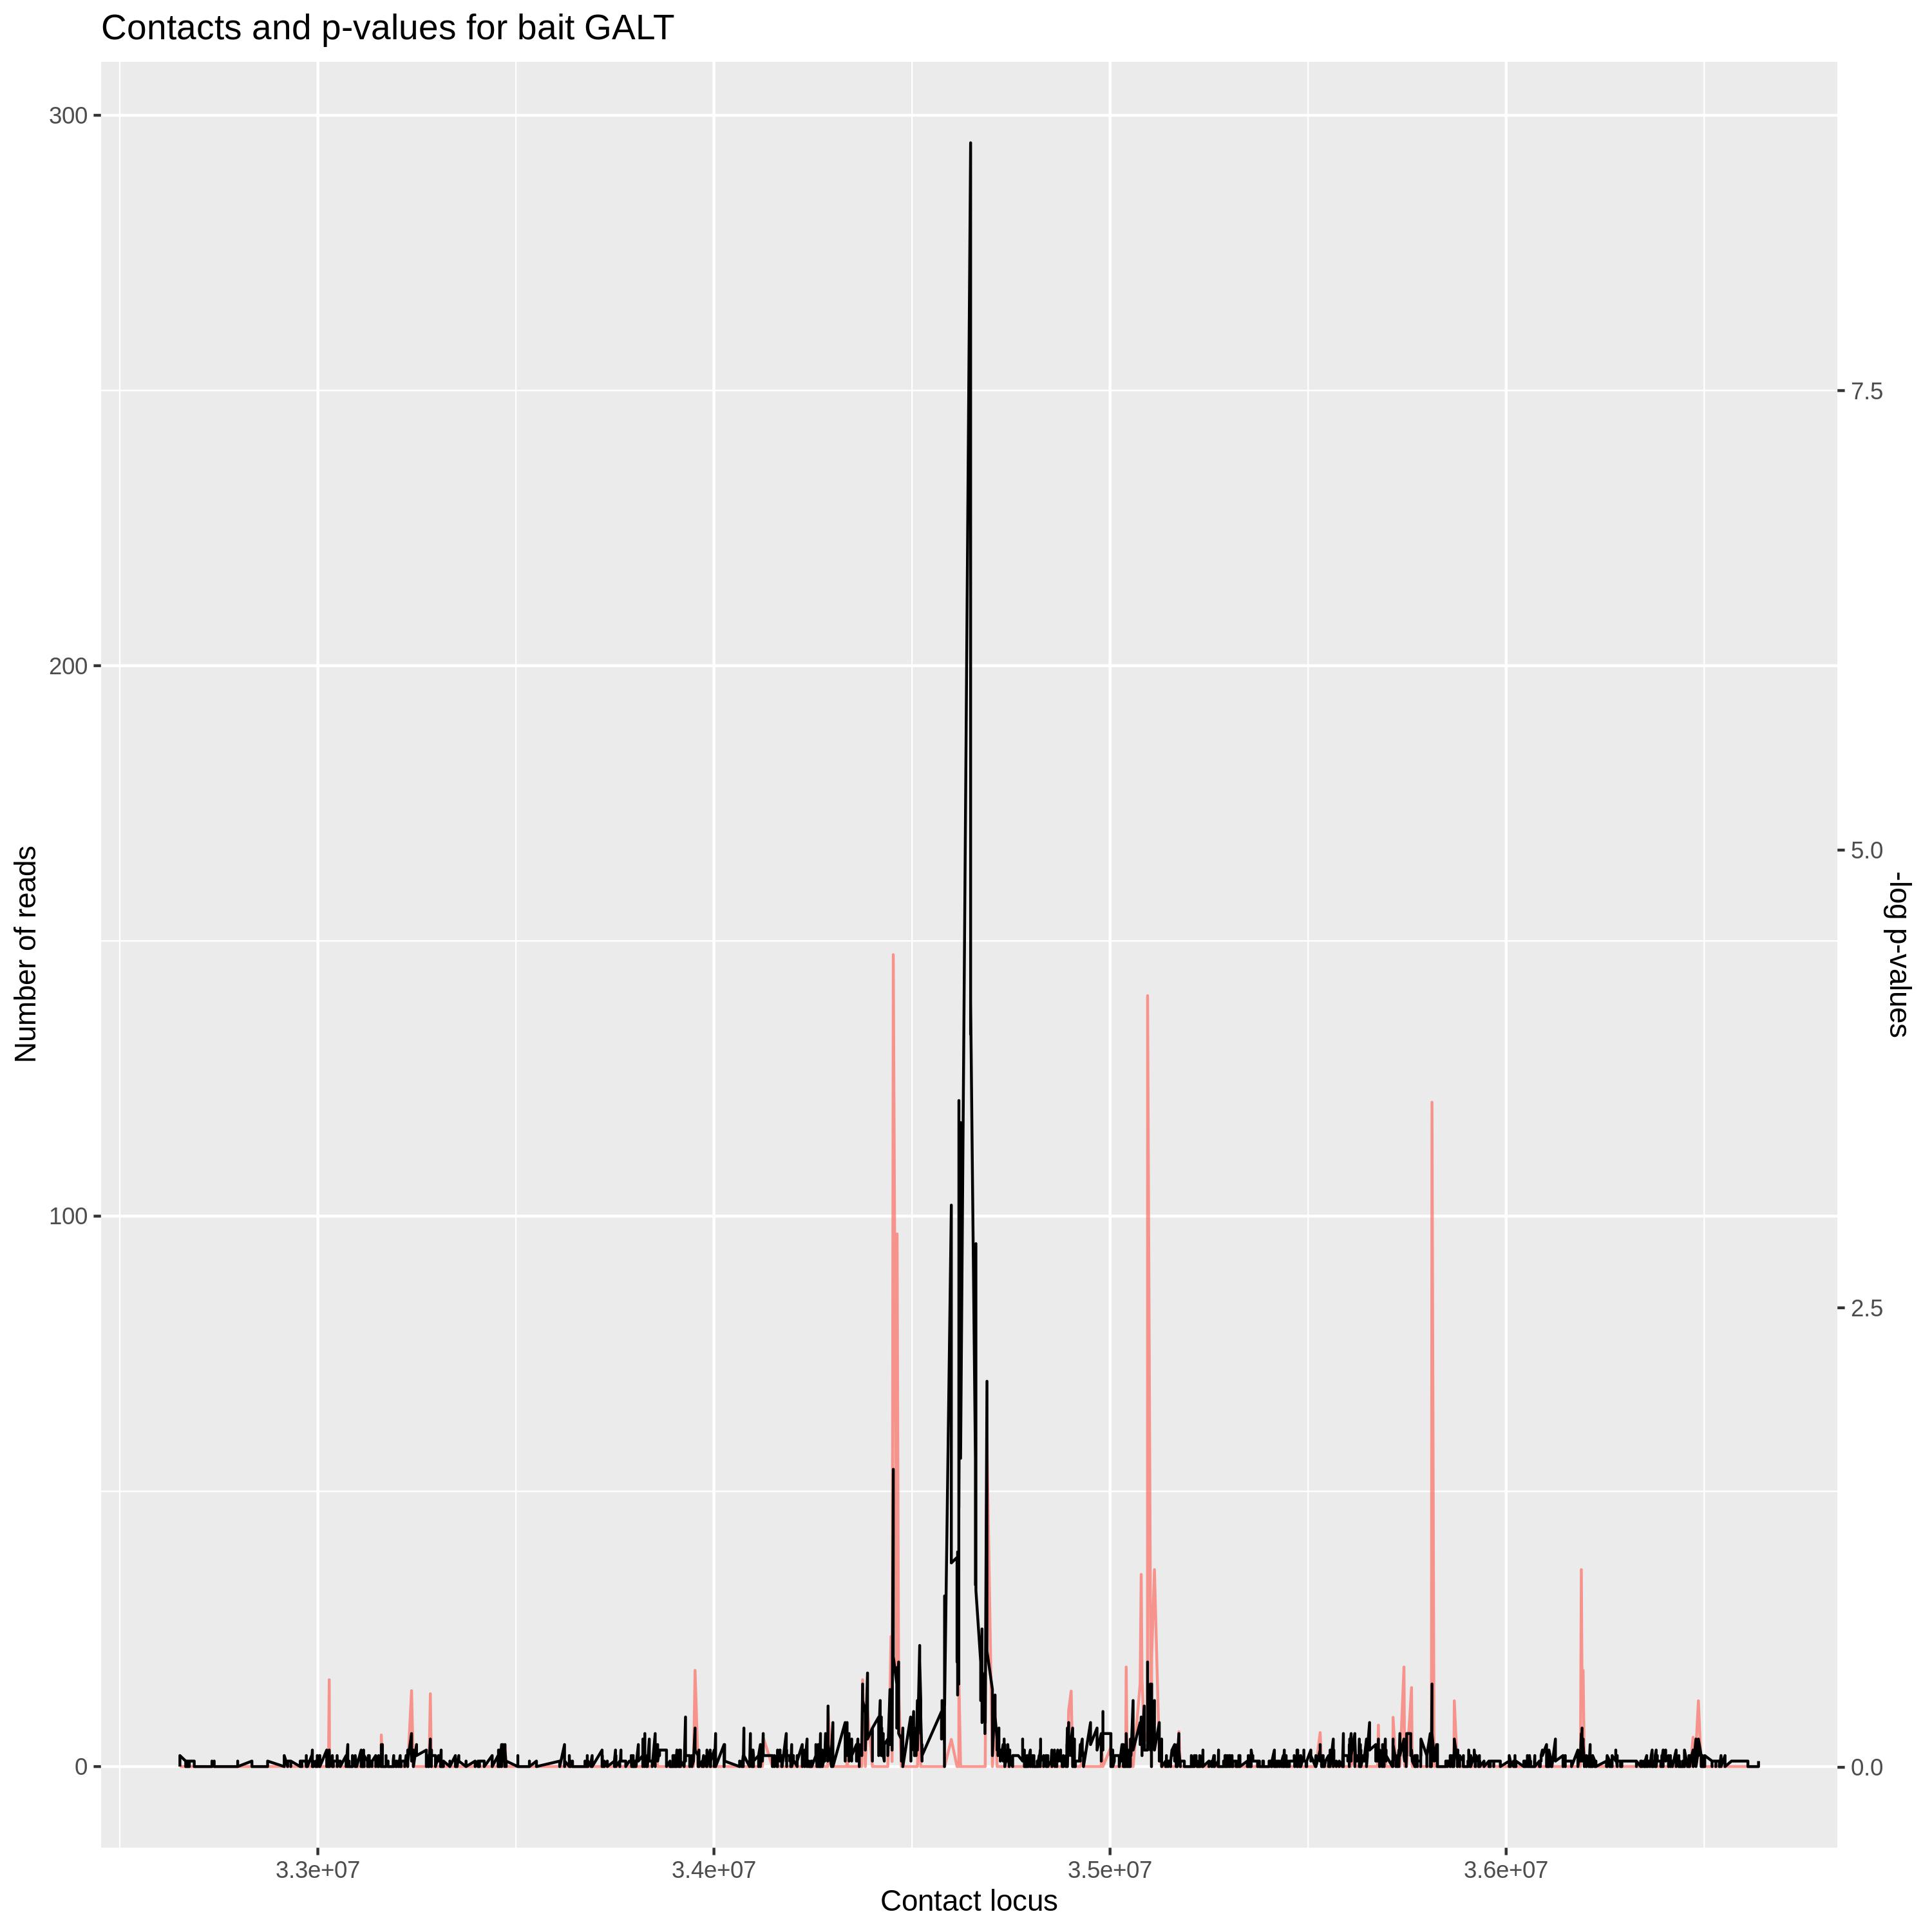 Contacts and p-values for bait GALT
300
200
100
0
Number of reads
7.5
5.0
2.5
0.0
-log p-values
3.3e+07
3.4e+07
3.5e+07
3.6e+07
Contact locus